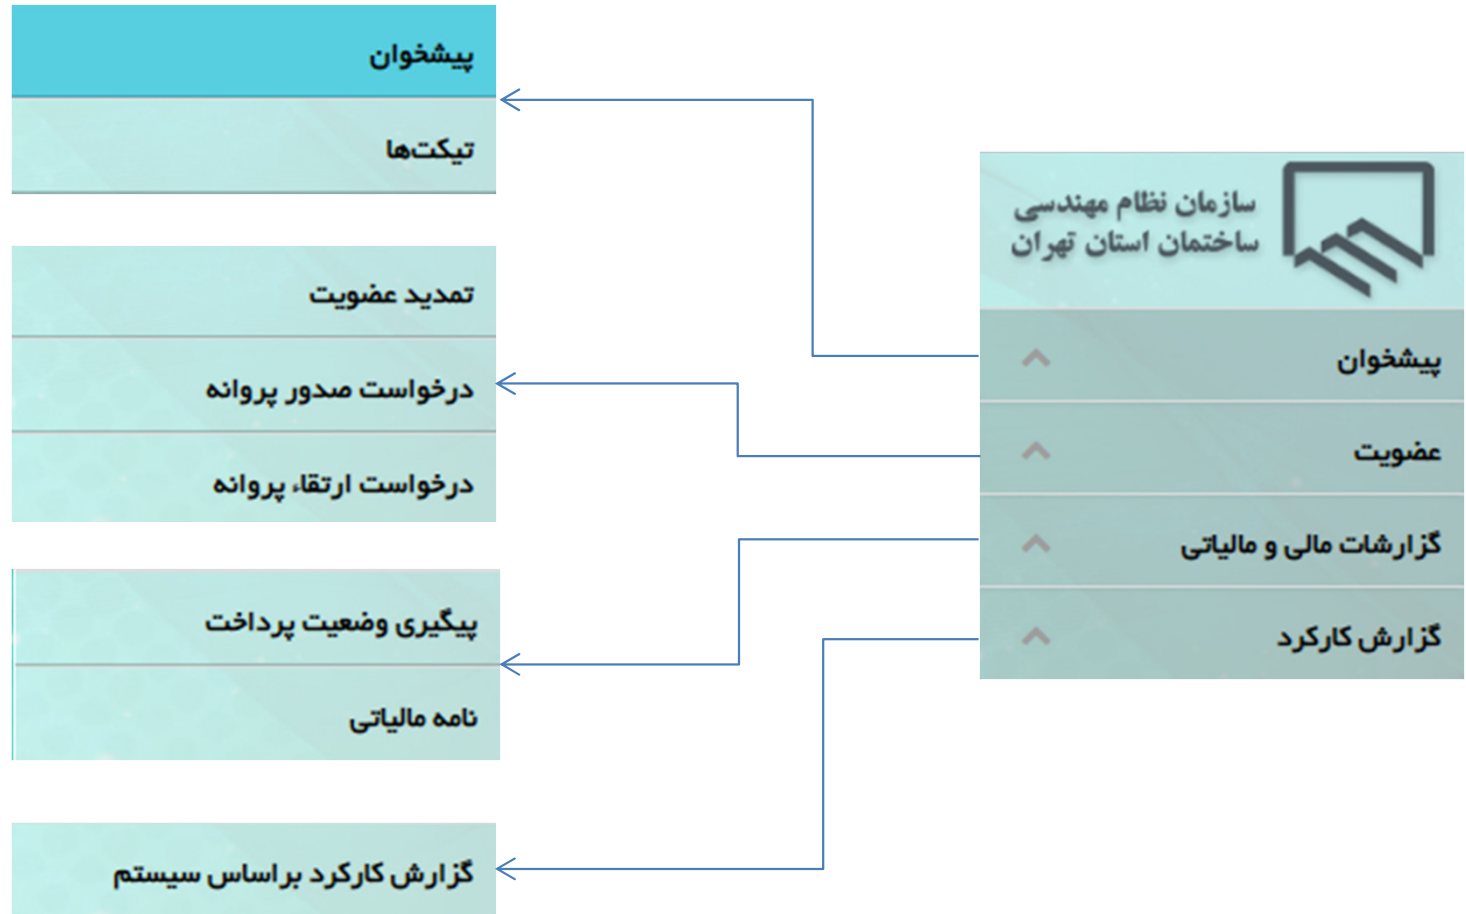 سازمان نظام مهندسی
ساختمان استان تهران
پیشخوان
عضویت
گزارشات مالی و مالیاتی
گزارش کارکرد
پیشخوان
تیکت‌ها
تمدید عضویت
درخواست صدور پروانه
درخواست ارتقاء پروانه
پیگیری وضعیت پرداخت
نامه مالیاتی
گزارش کارکرد براساس سیستم